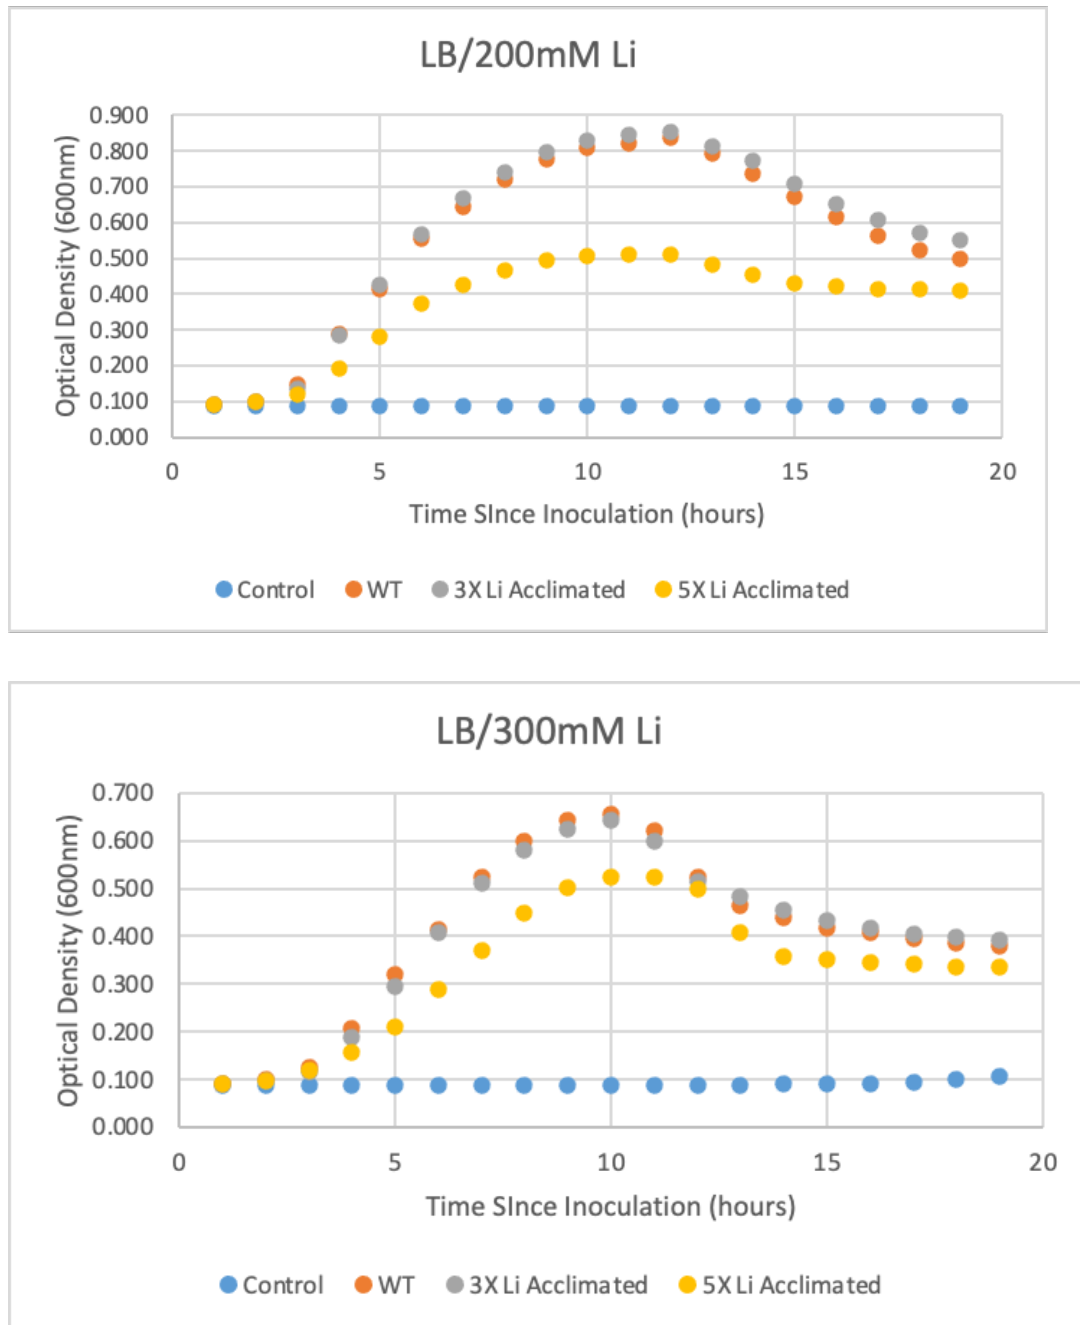 LB/200mM Li
0.900
0.800
0.700
0.600
0.500
0.400
0.300
0.200
0.100
0.000
Optical Density (600nm)
0 5 10 15 20
Time SInce Inoculation (hours)
Control WT 3X Li Acclimated 5X Li Acclimated
LB/300mM Li
0.700
0.600
0.500
0.400
0.300
0.200
0.100
0.000
Optical Density (600nm)
0 5 10 15 20
Time SInce Inoculation (hours)
Control WT 3X Li Acclimated 5X Li Acclimated